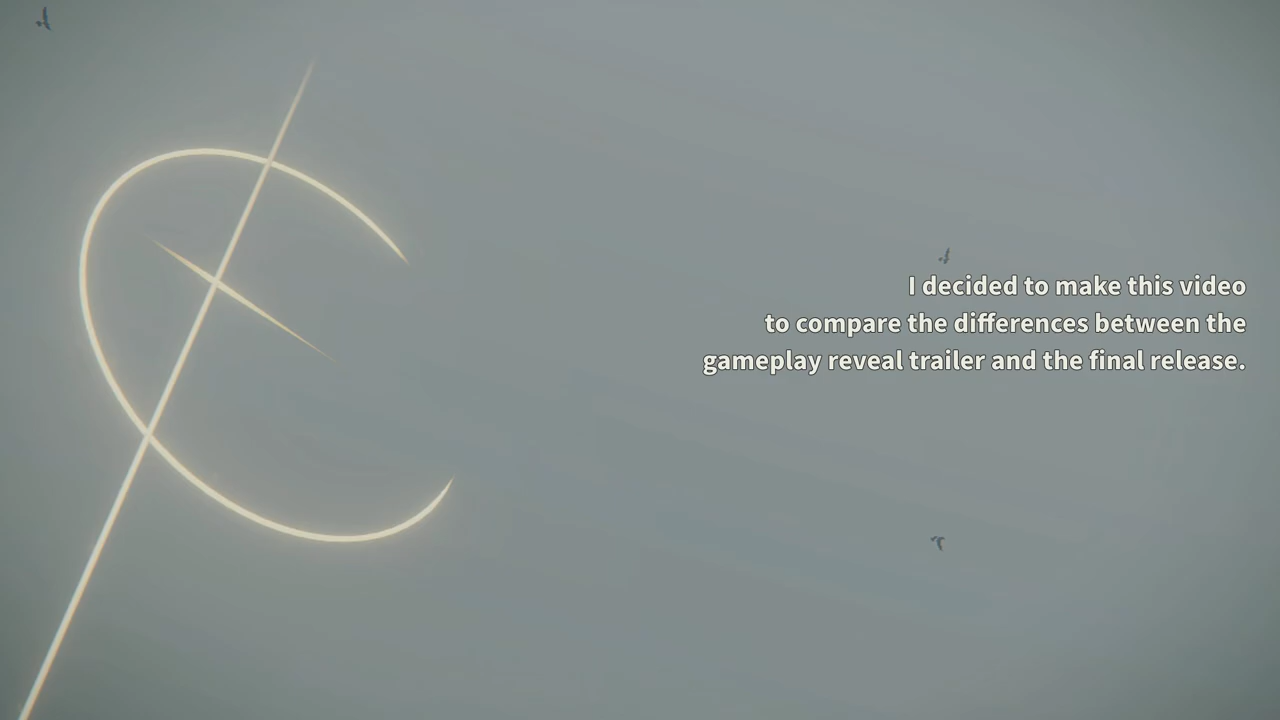 I decided to make this video
to compare the differences between the
gameplay reveal trailer and the final release.